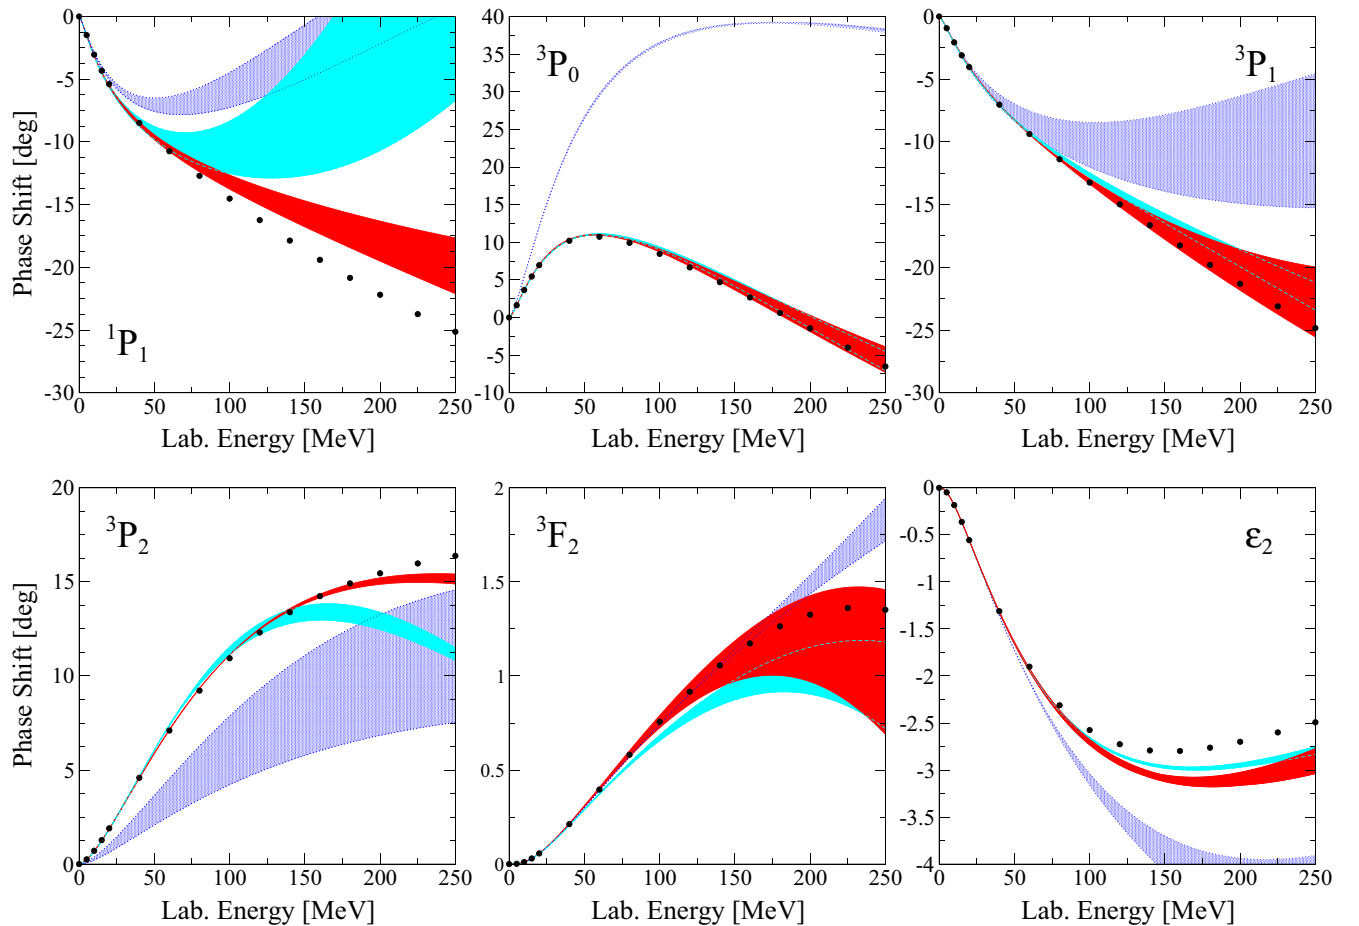 0
-5
-10
-15
-20
-25
-30
Phase Shift [deg]
¹P₁
0 50 100 150 200 250
Lab. Energy [MeV]
40
35
30
25
20
15
10
5
0
-5
-10
³P₀
0 50 100 150 200 250
Lab. Energy [MeV]
0
-5
-10
-15
-20
-25
-30
³P₁
0 50 100 150 200 250
Lab. Energy [MeV]
20
15
10
5
0
Phase Shift [deg]
³P₂
0 50 100 150 200 250
Lab. Energy [MeV]
2
1.5
1
0.5
0
³F₂
0 50 100 150 200 250
Lab. Energy [MeV]
0
-0.5
-1
-1.5
-2
-2.5
-3
-3.5
-4
ε₂
0 50 100 150 200 250
Lab. Energy [MeV]